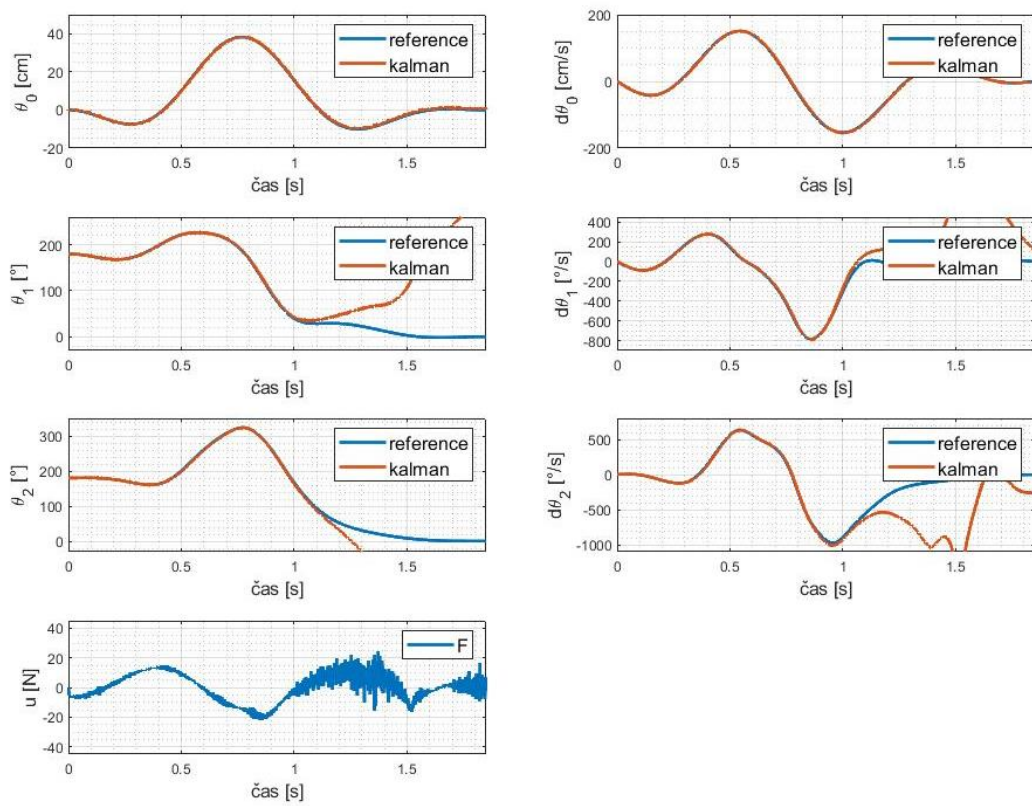 40
20
0
-20
θ0 [cm]
reference
kalman
0 0.5 1 1.5
čas [s]
200
0
-200
dθ0 [cm/s]
reference
kalman
0 0.5 1 1.5
čas [s]
200
100
0
θ1 [°]
reference
kalman
0 0.5 1 1.5
čas [s]
400
200
0
-200
-400
-600
-800
dθ1 [°/s]
reference
kalman
0 0.5 1 1.5
čas [s]
300
200
100
0
θ2 [°]
reference
kalman
0 0.5 1 1.5
čas [s]
500
0
-500
-1000
dθ2 [°/s]
reference
kalman
0 0.5 1 1.5
čas [s]
40
20
0
-20
-40
u [N]
F
0 0.5 1 1.5
čas [s]